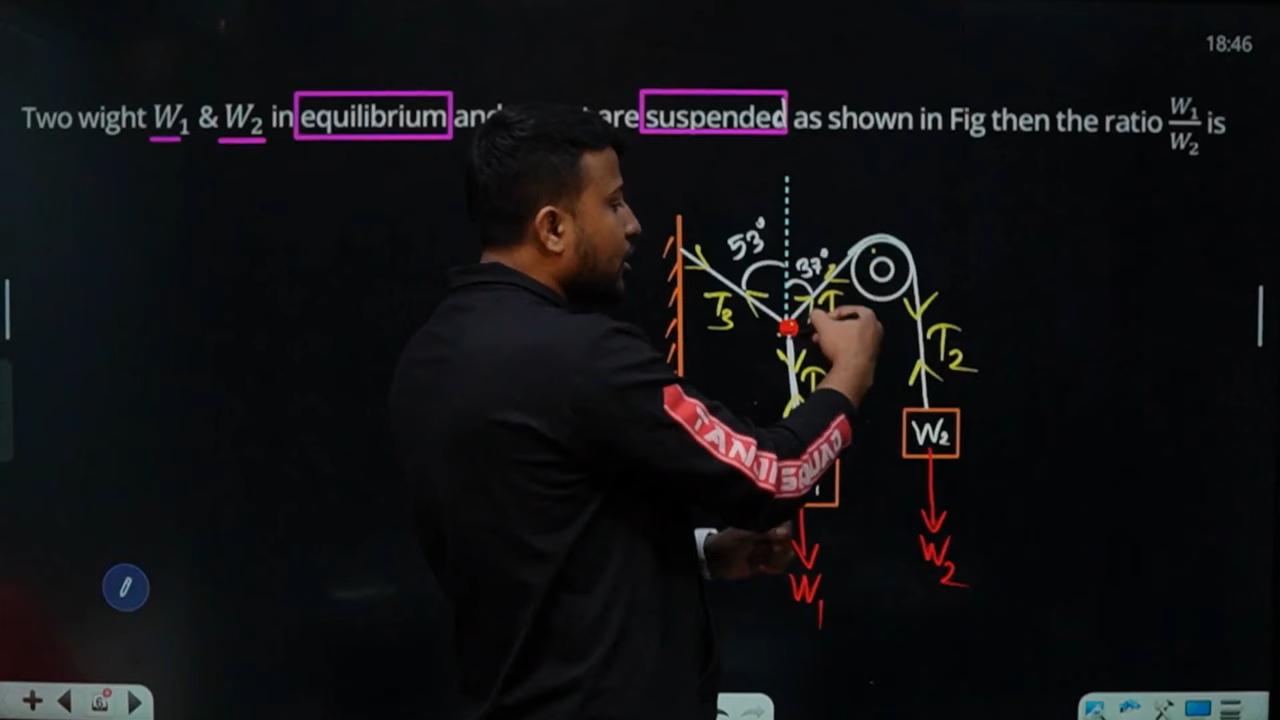 18:46
Two wight W₁ & W₂ in equilibrium and are suspended as shown in Fig then the ratio W₁/W₂ is
53°
37°
T₃
T
T₂
T
W₂
TANJI SQUAD
W₂
W₁